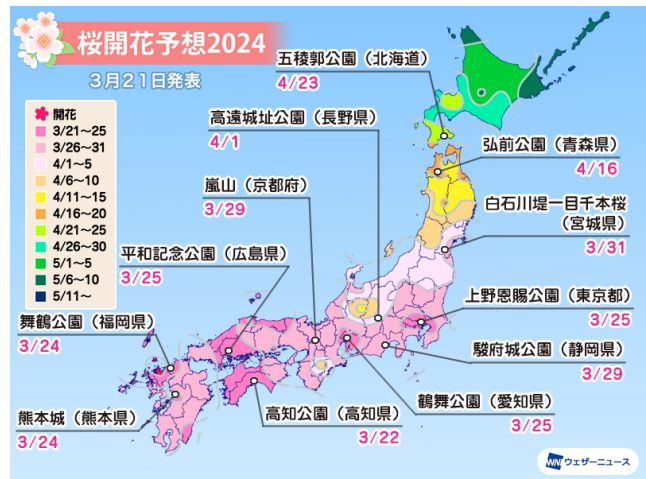 桜開花予想2024
3月21日発表
開花
3/21～25
3/26～31
4/1～5
4/6～10
4/11～15
4/16～20
4/21～25
4/26～30
5/1～5
5/6～10
5/11～
五稜郭公園（北海道）
4/23
高遠城址公園（長野県）
4/1
弘前公園（青森県）
4/16
嵐山（京都府）
3/29
白石川堤一目千本桜
（宮城県）
3/31
平和記念公園（広島県）
3/25
上野恩賜公園（東京都）
3/25
舞鶴公園（福岡県）
3/24
駿府城公園（静岡県）
3/29
鶴舞公園（愛知県）
3/25
熊本城（熊本県）
3/24
高知公園（高知県）
3/22
WNI ウェザーニュース